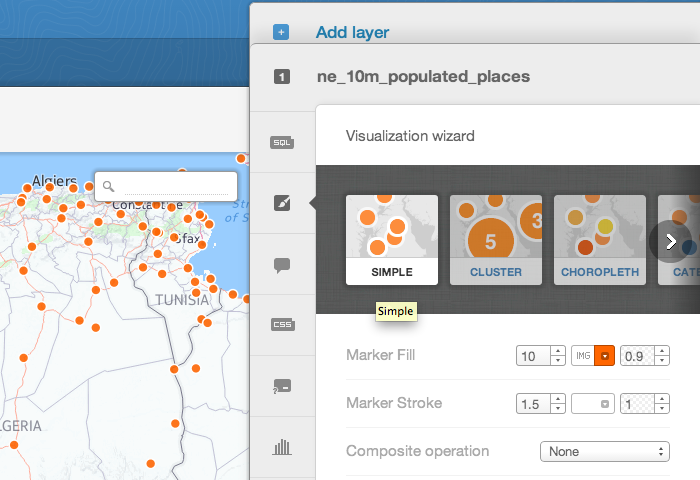 Add layer
1
ne_10m_populated_places
SQL
Visualization wizard
Algiers
Constantine
Sfax
TUNISIA
CSS
?
5
3
SIMPLE
CLUSTER
CHOROPLETH
CATE
Simple
Marker Fill
10
IMG
0.9
Marker Stroke
1.5
1
Composite operation
None
LGERIA